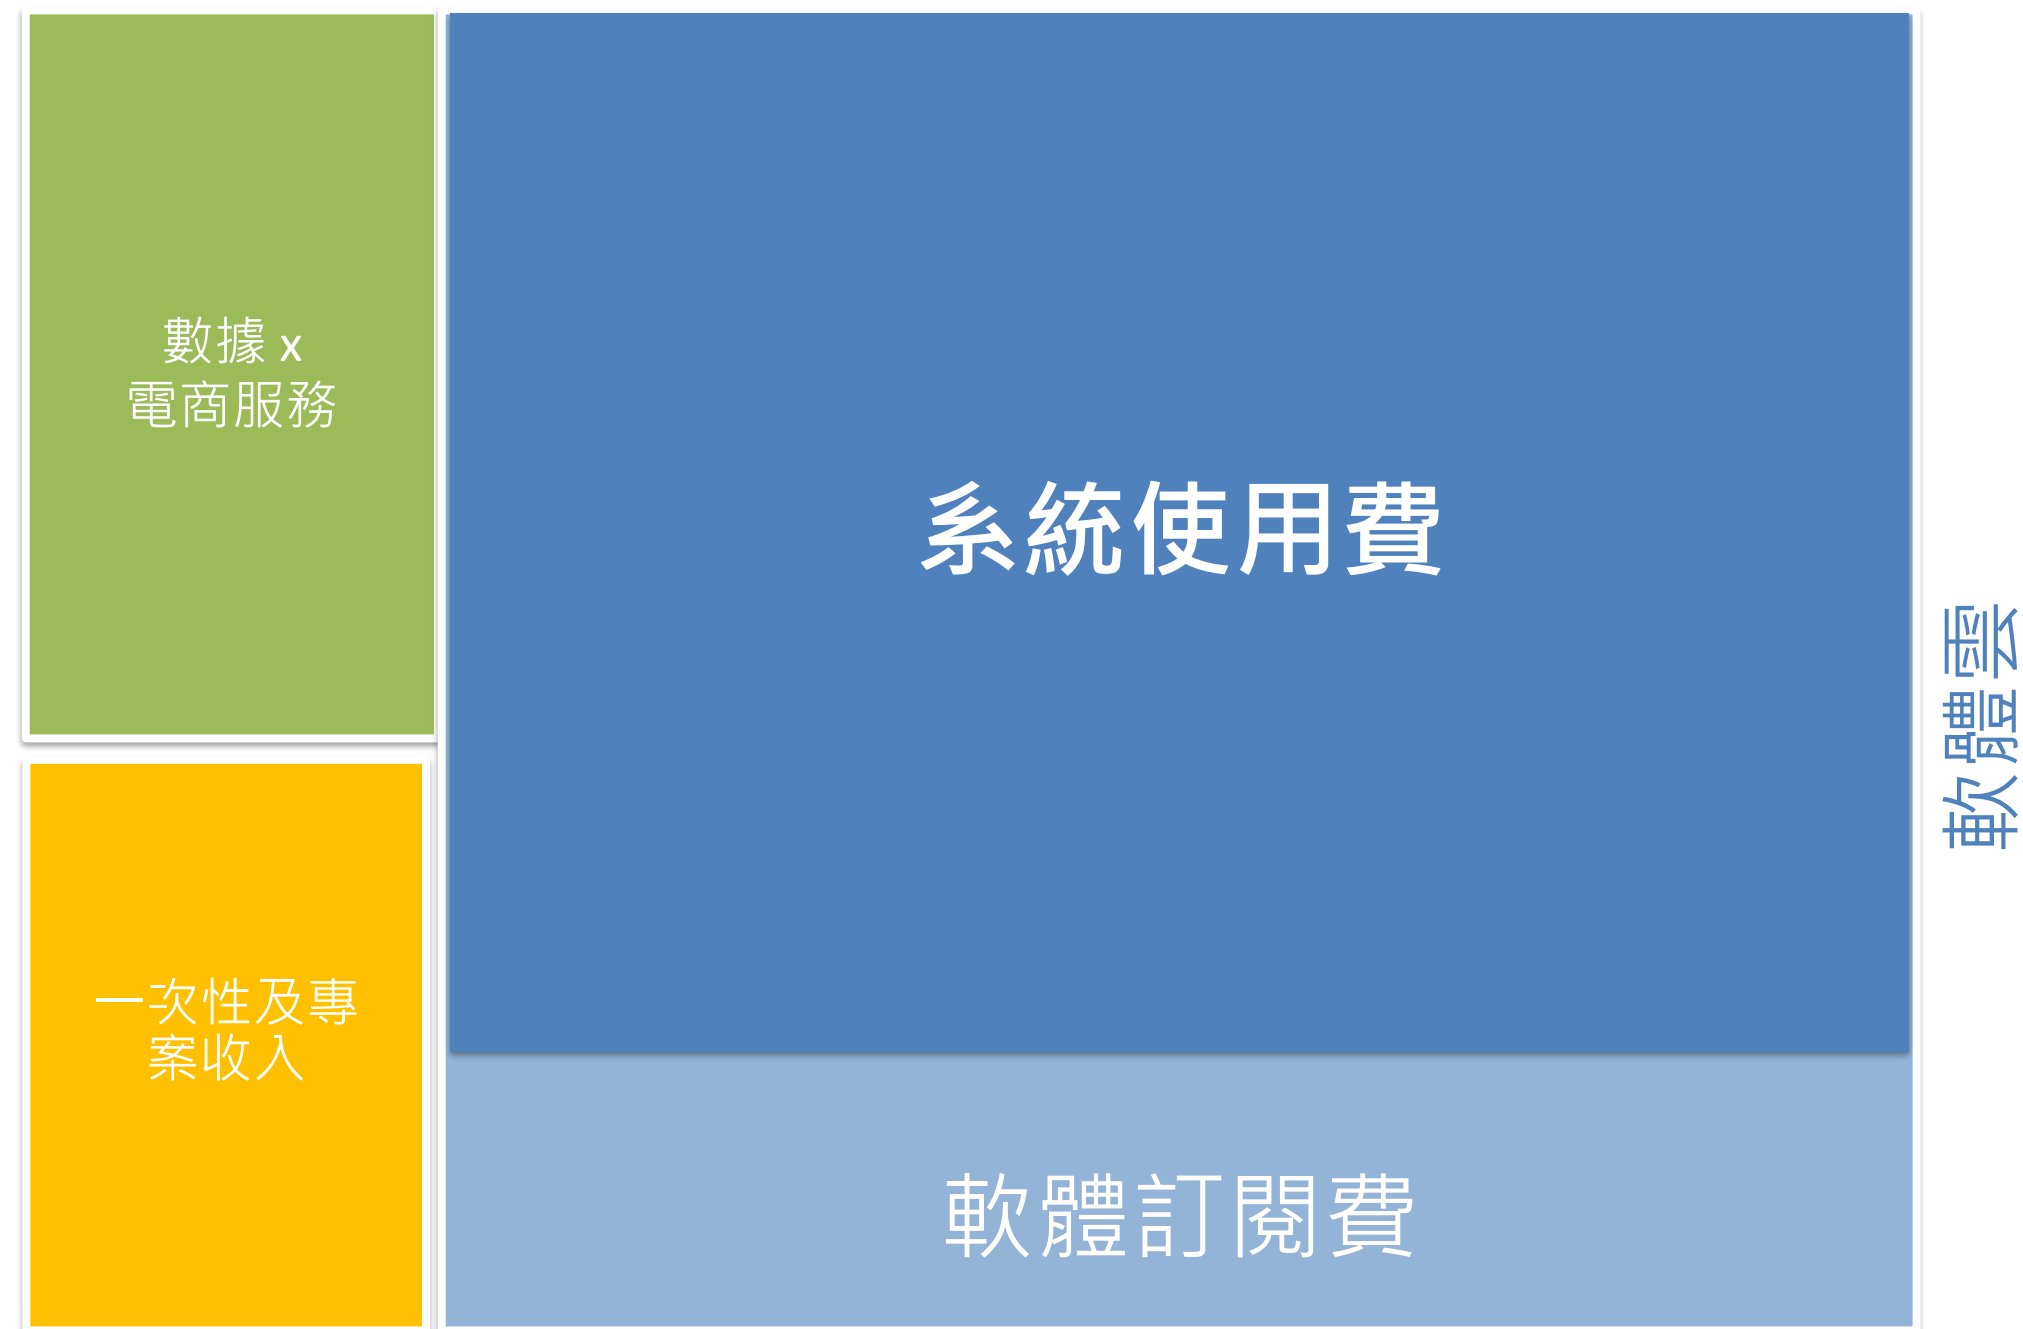 數據 x
電商服務
系統使用費
軟體雲
一次性及專
案收入
軟體訂閱費